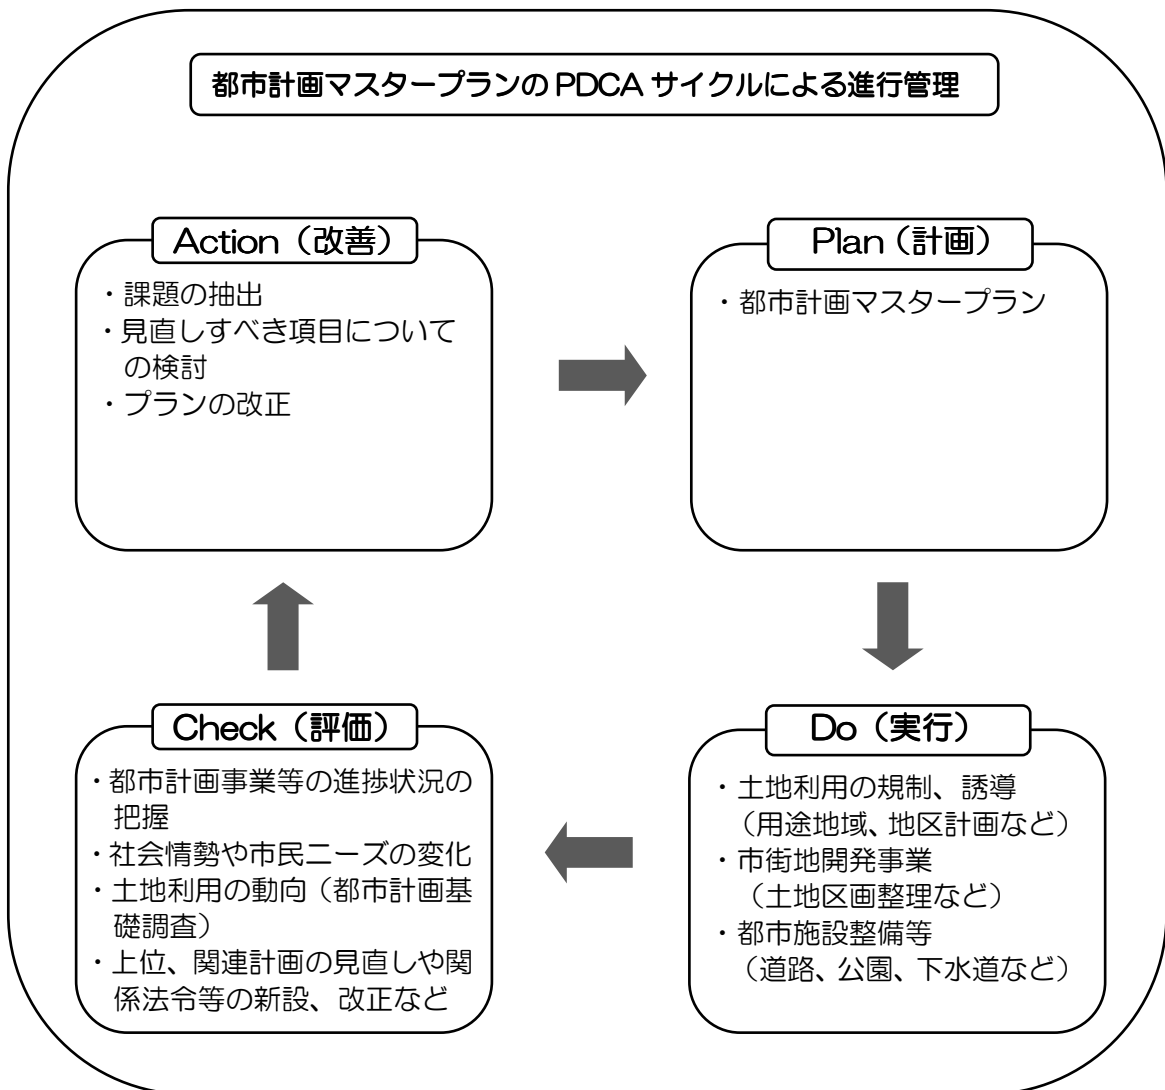 都市計画マスタープランの PDCA サイクルによる進行管理
Action（改善）
・課題の抽出
・見直しすべき項目について
の検討
・プランの改正
Plan（計画）
・都市計画マスタープラン
Check（評価）
・都市計画事業等の進捗状況の
把握
・社会情勢や市民ニーズの変化
・土地利用の動向（都市計画基
礎調査）
・上位、関連計画の見直しや関
係法令等の新設、改正など
Do（実行）
・土地利用の規制、誘導
（用途地域、地区計画など）
・市街地開発事業
（土地区画整理など）
・都市施設整備等
（道路、公園、下水道など）